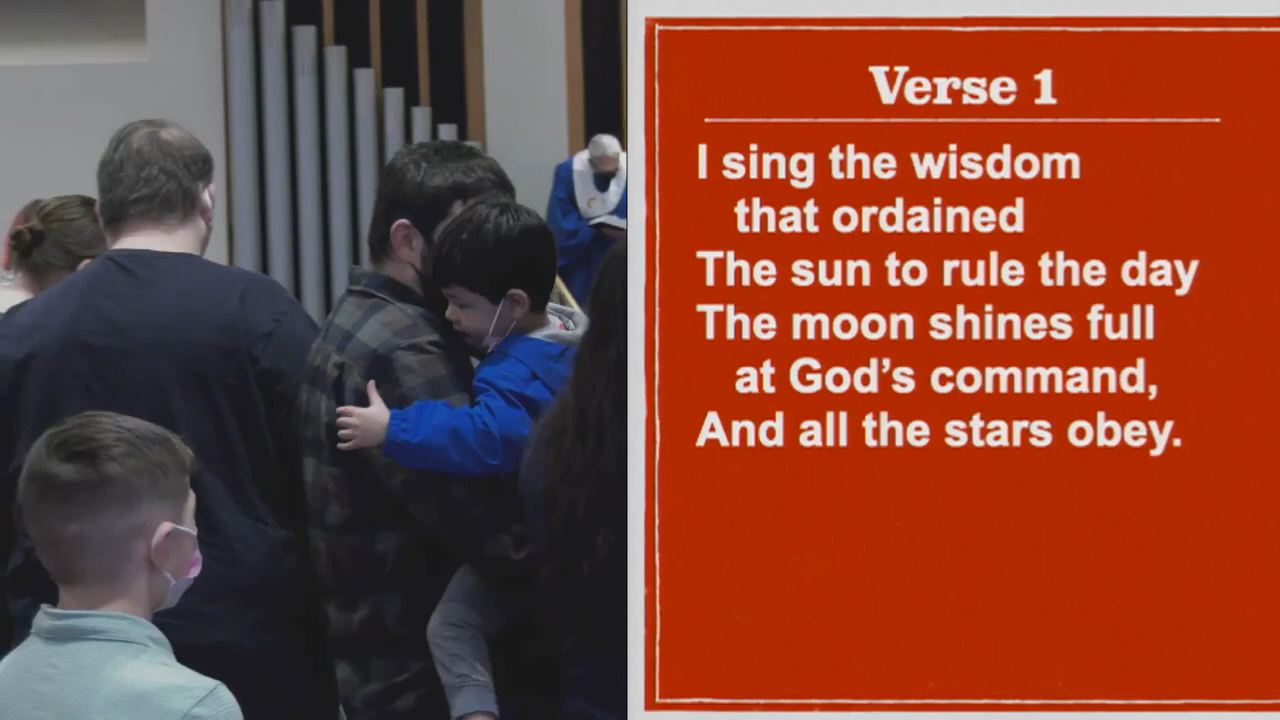 Verse 1
I sing the wisdom
that ordained
The sun to rule the day
The moon shines full
at God's command,
And all the stars obey.